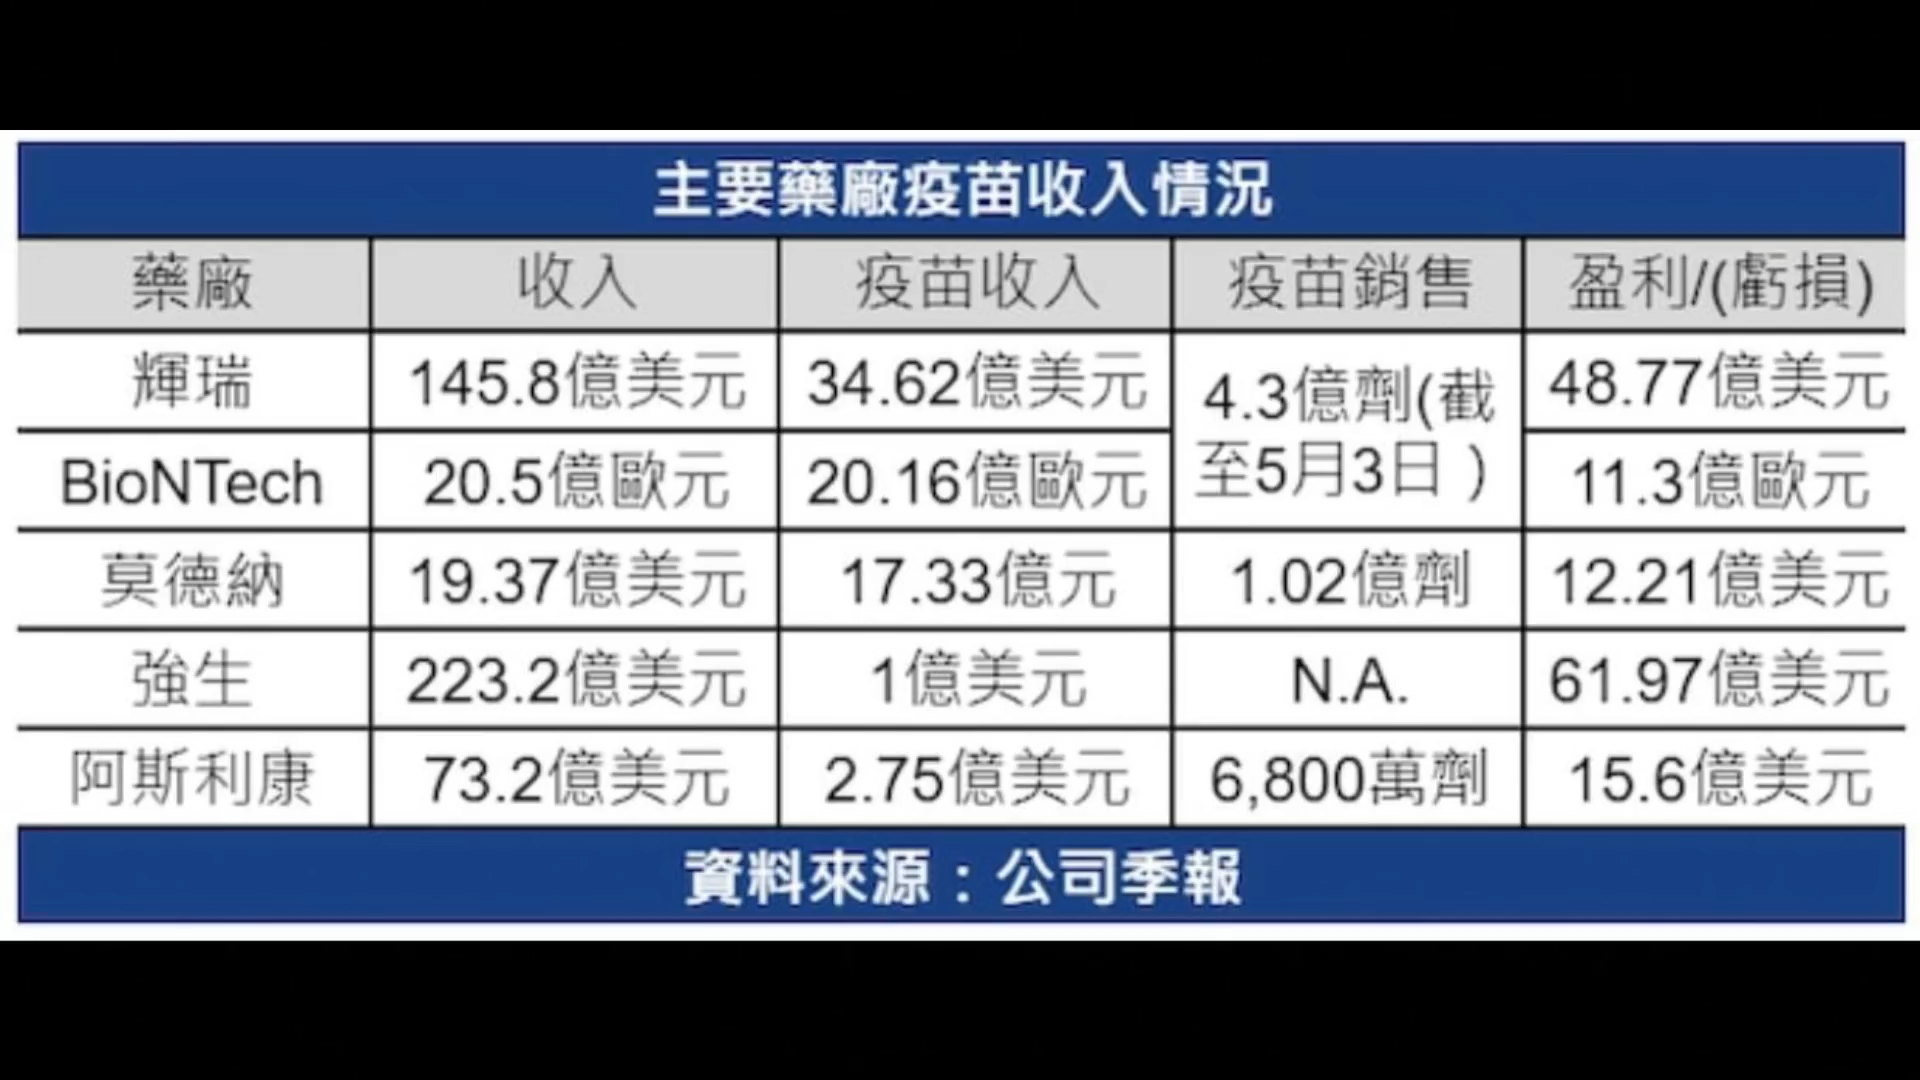 主要藥廠疫苗收入情況
藥廠 收入 疫苗收入 疫苗銷售 盈利/(虧損)
輝瑞 145.8億美元 34.62億美元 4.3億劑(截至5月3日） 48.77億美元
BioNTech 20.5億歐元 20.16億歐元 11.3億歐元
莫德納 19.37億美元 17.33億元 1.02億劑 12.21億美元
強生 223.2億美元 1億美元 N.A. 61.97億美元
阿斯利康 73.2億美元 2.75億美元 6,800萬劑 15.6億美元
資料來源：公司季報